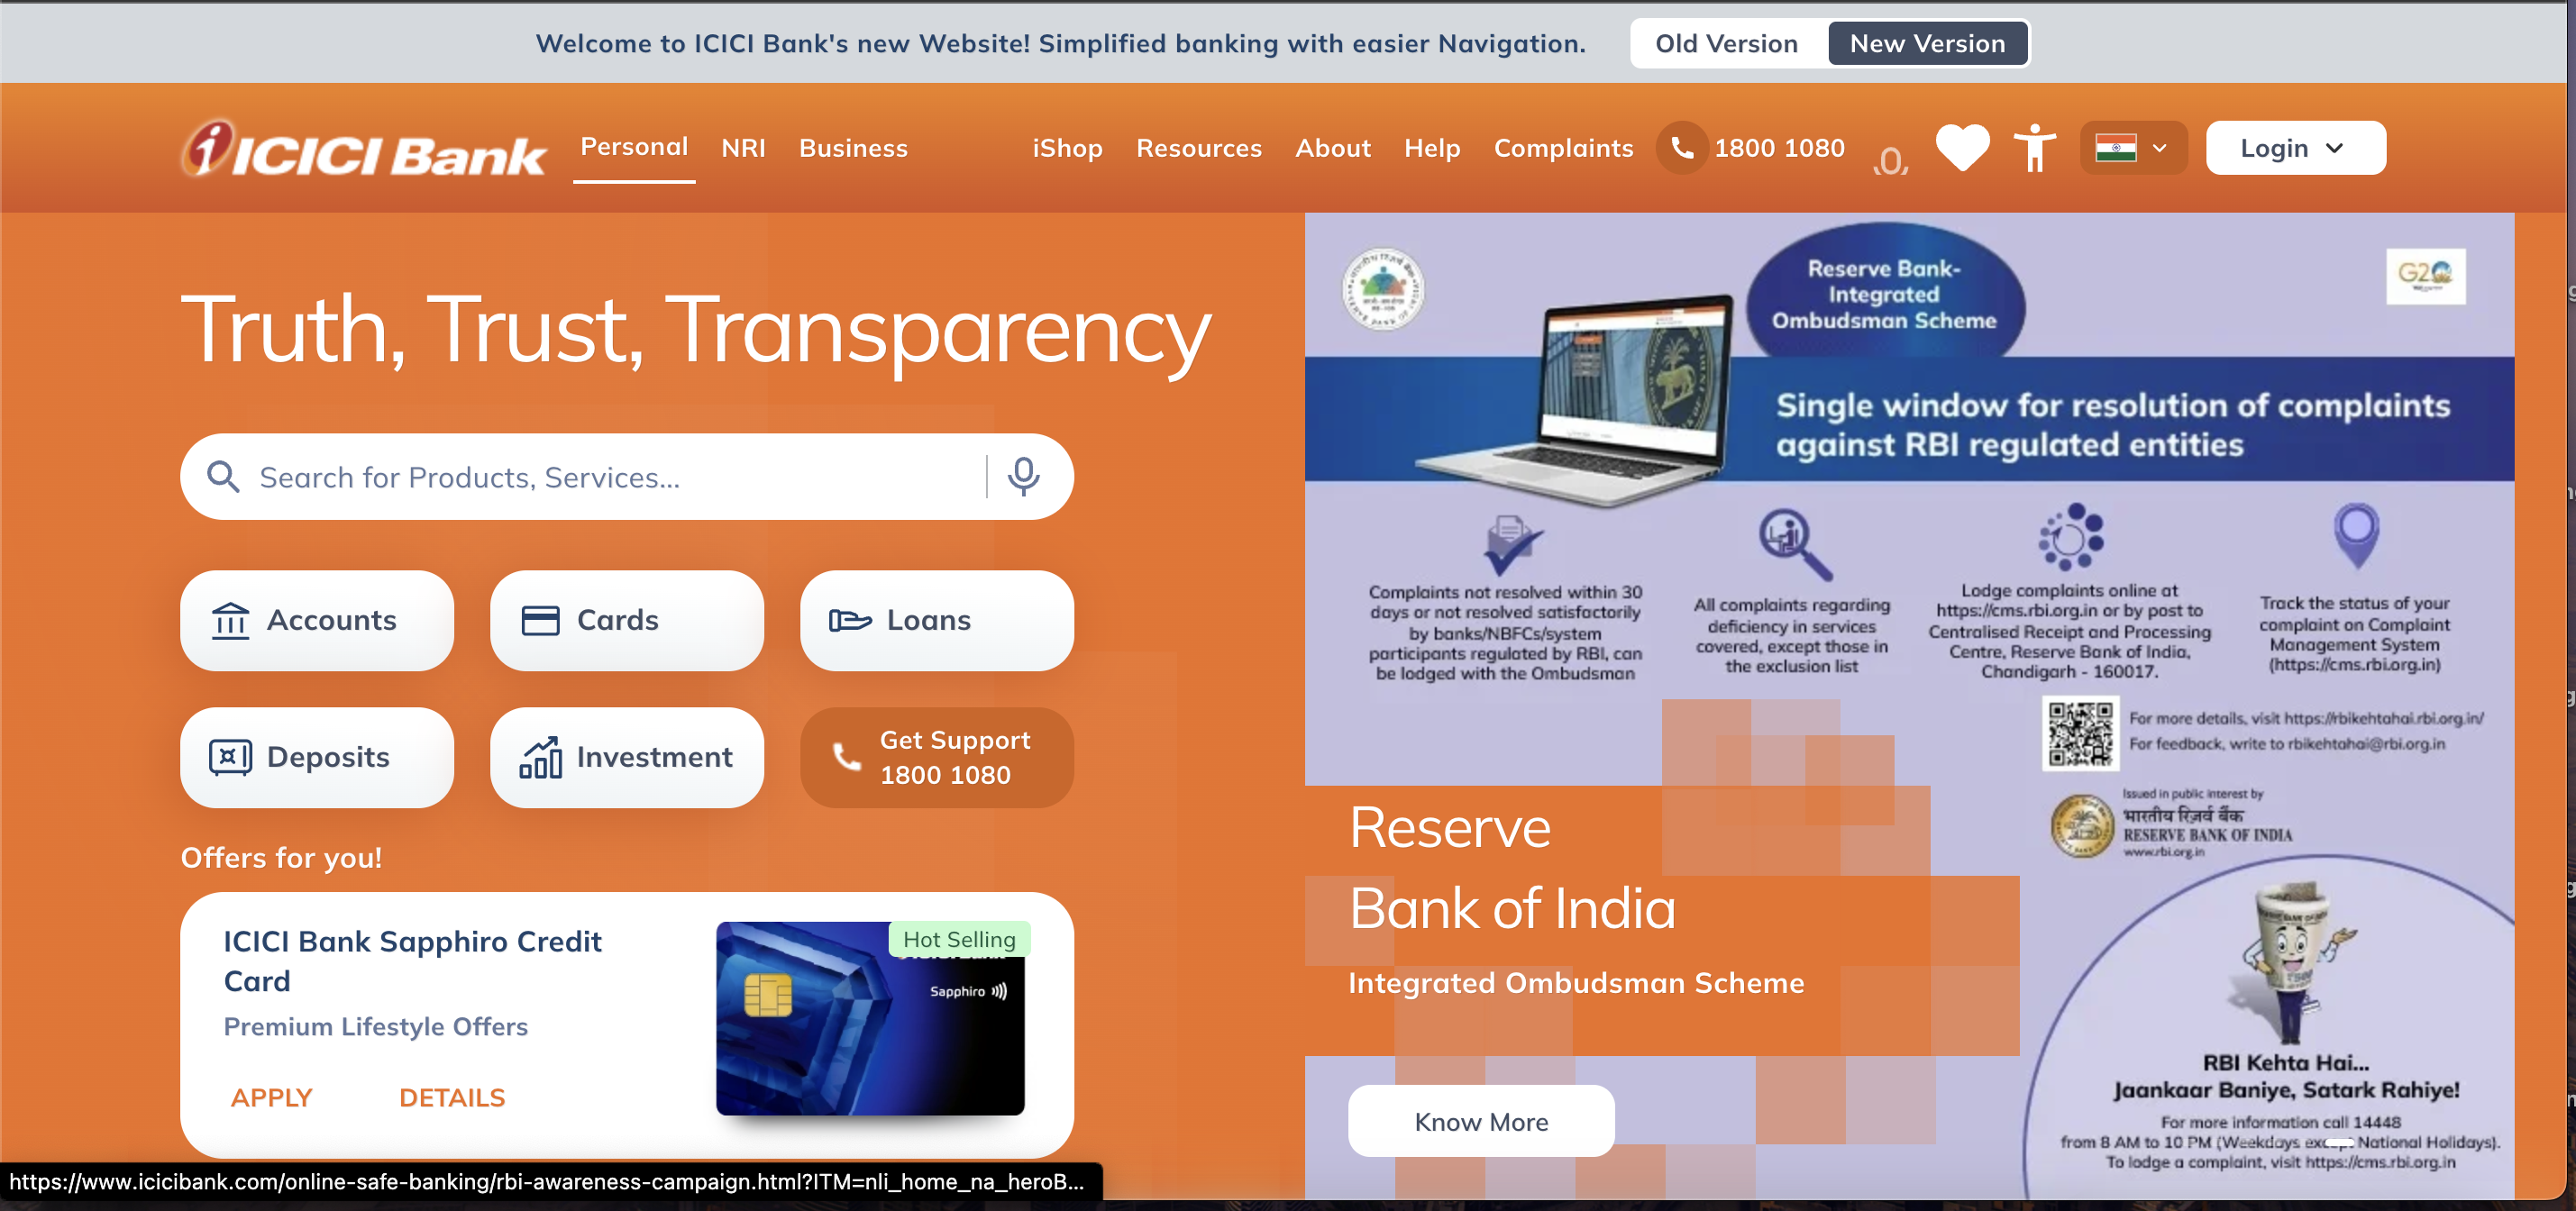 Welcome to ICICI Bank's new Website! Simplified banking with easier Navigation.
Old Version
New Version
ICICI Bank
Personal
NRI
Business
iShop
Resources
About
Help
Complaints
1800 1080
Login
Truth, Trust, Transparency
Search for Products, Services...
Accounts
Cards
Loans
Deposits
Investment
Get Support
1800 1080
Offers for you!
ICICI Bank Sapphiro Credit
Card
Premium Lifestyle Offers
APPLY
DETAILS
Hot Selling
Sapphiro
Reserve Bank-
Integrated
Ombudsman Scheme
G20
Single window for resolution of complaints
against RBI regulated entities
Complaints not resolved within 30
days or not resolved satisfactorily
by banks/NBFCs/system
participants regulated by RBI, can
be lodged with the Ombudsman
All complaints regarding
deficiency in services
covered, except those in
the exclusion list
Lodge complaints online at
https://cms.rbi.org.in or by post to
Centralised Receipt and Processing
Centre, Reserve Bank of India,
Chandigarh - 160017.
Track the status of your
complaint on Complaint
Management System
(https://cms.rbi.org.in)
For more details, visit https://rbikehtahai.rbi.org.in/
For feedback, write to rbikehtahai@rbi.org.in
Issued in public interest by
भारतीय रिज़र्व बैंक
RESERVE BANK OF INDIA
www.rbi.org.in
Reserve
Bank of India
Integrated Ombudsman Scheme
Know More
RBI Kehta Hai...
Jaankaar Baniye, Satark Rahiye!
For more information call 14448
from 8 AM to 10 PM (Weekdays except National Holidays).
To lodge a complaint, visit https://cms.rbi.org.in
https://www.icicibank.com/online-safe-banking/rbi-awareness-campaign.html?ITM=nli_home_na_heroB...